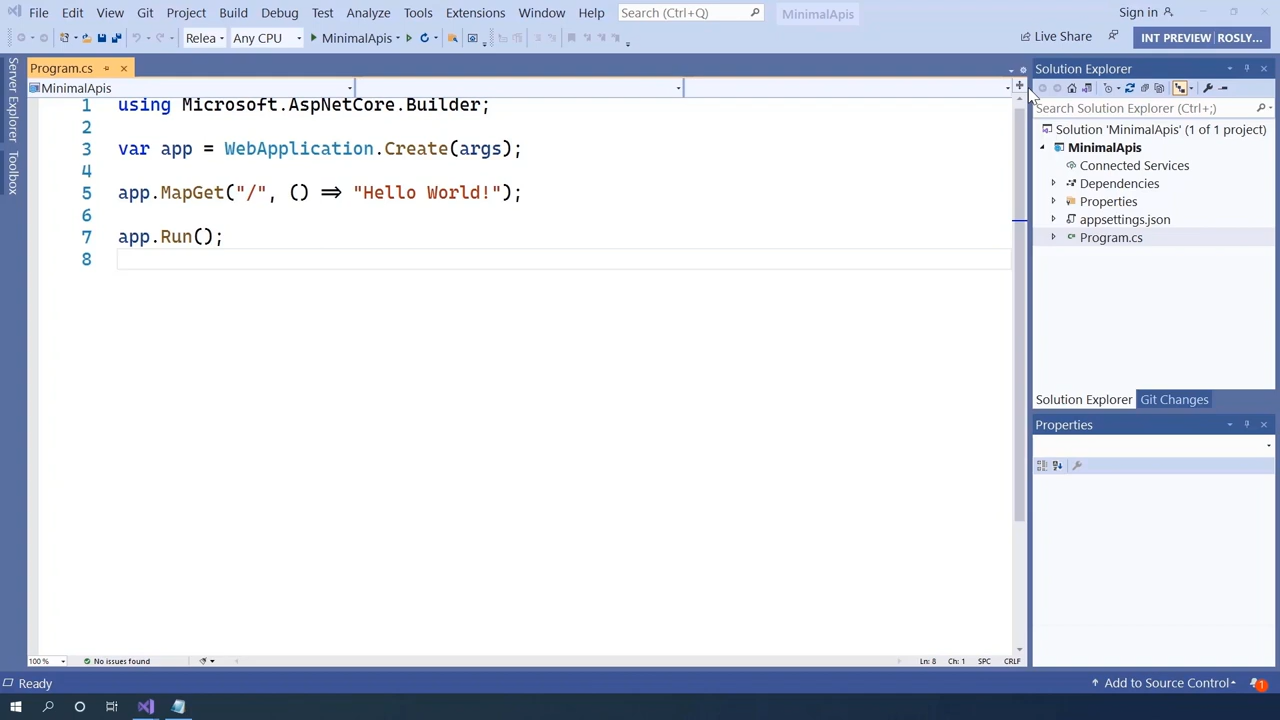 File Edit View Git Project Build Debug Test Analyze Tools Extensions Window Help Search (Ctrl+Q) MinimalApis Sign in
Relea Any CPU MinimalApis Live Share INT PREVIEW | ROSLY...
Server Explorer
Toolbox
Program.cs
MinimalApis
1 using Microsoft.AspNetCore.Builder;
2
3 var app = WebApplication.Create(args);
4
5 app.MapGet("/", () => "Hello World!");
6
7 app.Run();
8
100 % No issues found Ln: 8 Ch: 1 SPC CRLF
Solution Explorer
Search Solution Explorer (Ctrl+;)
Solution 'MinimalApis' (1 of 1 project)
MinimalApis
Connected Services
Dependencies
Properties
appsettings.json
Program.cs
Solution Explorer Git Changes
Properties
Ready Add to Source Control 1